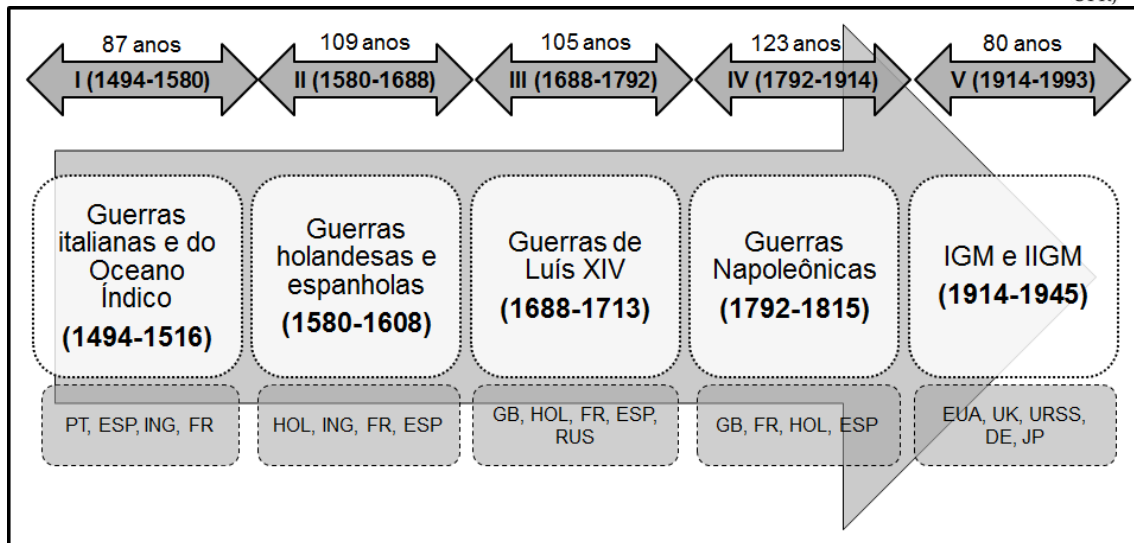 87 anos
109 anos
105 anos
123 anos
80 anos
I (1494-1580)
II (1580-1688)
III (1688-1792)
IV (1792-1914)
V (1914-1993)
Guerras
italianas e do
Oceano
Índico
(1494-1516)
Guerras
holandesas e
espanholas
(1580-1608)
Guerras de
Luís XIV
(1688-1713)
Guerras
Napoleônicas
(1792-1815)
IGM e IIGM
(1914-1945)
PT, ESP, ING, FR
HOL, ING, FR, ESP
GB, HOL, FR, ESP,
RUS
GB, FR, HOL, ESP
EUA, UK, URSS,
DE, JP